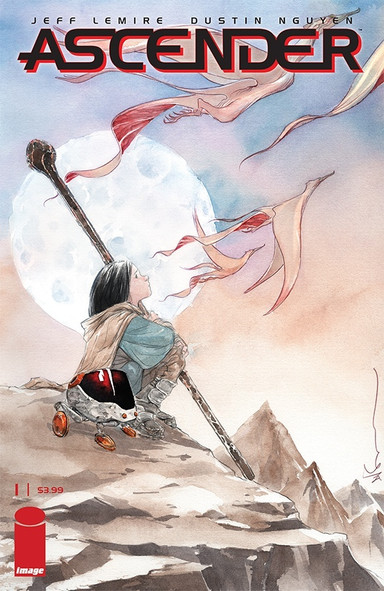 JEFF LEMIRE DUSTIN NGUYEN
ASCENDER
1 | $3.99
image